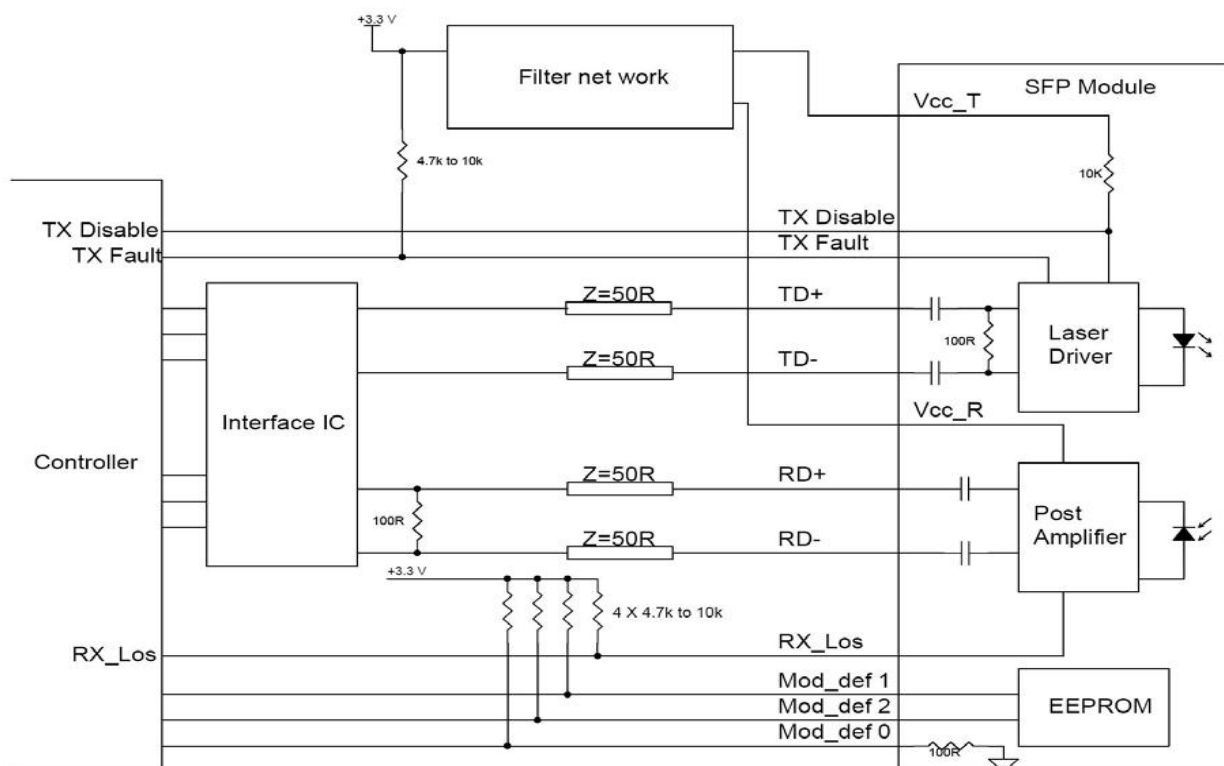 +3.3 V
Filter net work
SFP Module
Vcc_T
4.7k to 10k
10K
TX Disable
TX Disable
TX Fault
TX Fault
Z=50R
TD+
Laser
Driver
100R
Z=50R
TD-
Vcc_R
Interface IC
Controller
Z=50R
RD+
100R
Post
Amplifier
Z=50R
RD-
+3.3 V
4 X 4.7k to 10k
RX_Los
RX_Los
Mod_def 1
Mod_def 2
Mod_def 0
EEPROM
100R